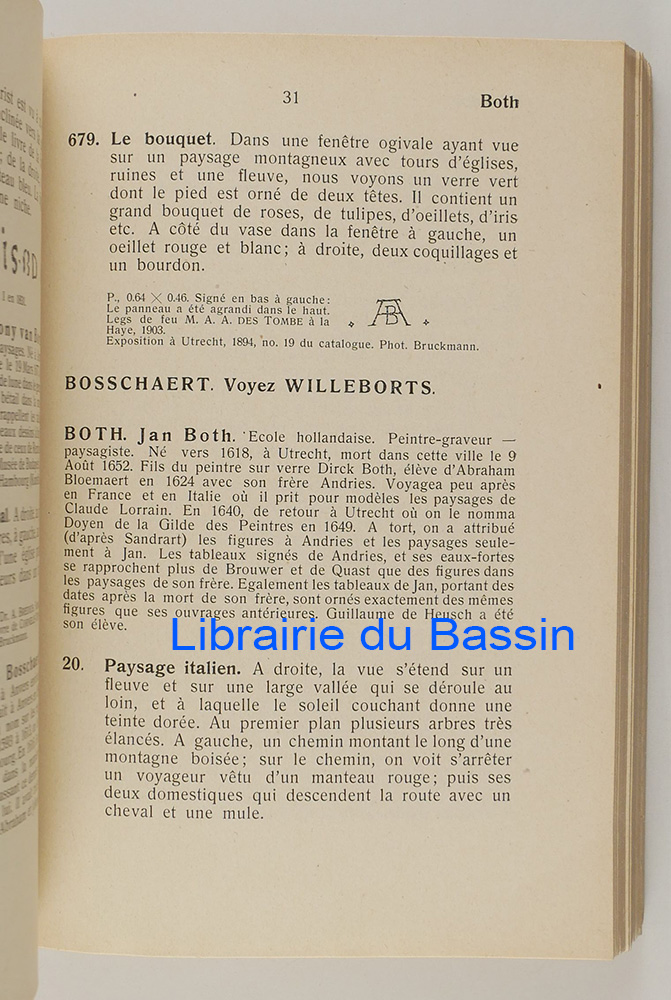 31
Both
679. Le bouquet. Dans une fenêtre ogivale ayant vue
sur un paysage montagneux avec tours d'églises,
ruines et une fleuve, nous voyons un verre vert
dont le pied est orné de deux têtes. Il contient un
grand bouquet de roses, de tulipes, d'oeillets, d'iris
etc. A côté du vase dans la fenêtre à gauche, un
oeillet rouge et blanc; à droite, deux coquillages et
un bourdon.
P., 0.64 × 0.46. Signé en bas à gauche:
Le panneau a été agrandi dans le haut.
Legs de feu M. A. A. DES TOMBE à la
Haye, 1903.
AB
Exposition à Utrecht, 1894, no. 19 du catalogue. Phot. Bruckmann.
BOSSCHAERT. Voyez WILLEBORTS.
BOTH. Jan Both. Ecole hollandaise. Peintre-graveur —
paysagiste. Né vers 1618, à Utrecht, mort dans cette ville le 9
Août 1652. Fils du peintre sur verre Dirck Both, élève d'Abraham
Bloemaert en 1624 avec son frère Andries. Voyagea peu après
en France et en Italie où il prit pour modèles les paysages de
Claude Lorrain. En 1640, de retour à Utrecht où on le nomma
Doyen de la Gilde des Peintres en 1649. A tort, on a attribué
(d'après Sandrart) les figures à Andries et les paysages seule-
ment à Jan. Les tableaux signés de Andries, et ses eaux-fortes
se rapprochent plus de Brouwer et de Quast que des figures dans
les paysages de son frère. Egalement les tableaux de Jan, portant des
dates après la mort de son frère, sont ornés exactement des mêmes
figures que ses ouvrages antérieures. Guillaume de Heusch a été
son élève.
Librairie du Bassin
20. Paysage italien. A droite, la vue s'étend sur un
fleuve et sur une large vallée qui se déroule au
loin, et à laquelle le soleil couchant donne une
teinte dorée. Au premier plan plusieurs arbres très
élancés. A gauche, un chemin montant le long d'une
montagne boisée; sur le chemin, on voit s'arrêter
un voyageur vêtu d'un manteau rouge; puis ses
deux domestiques qui descendent la route avec un
cheval et une mule.